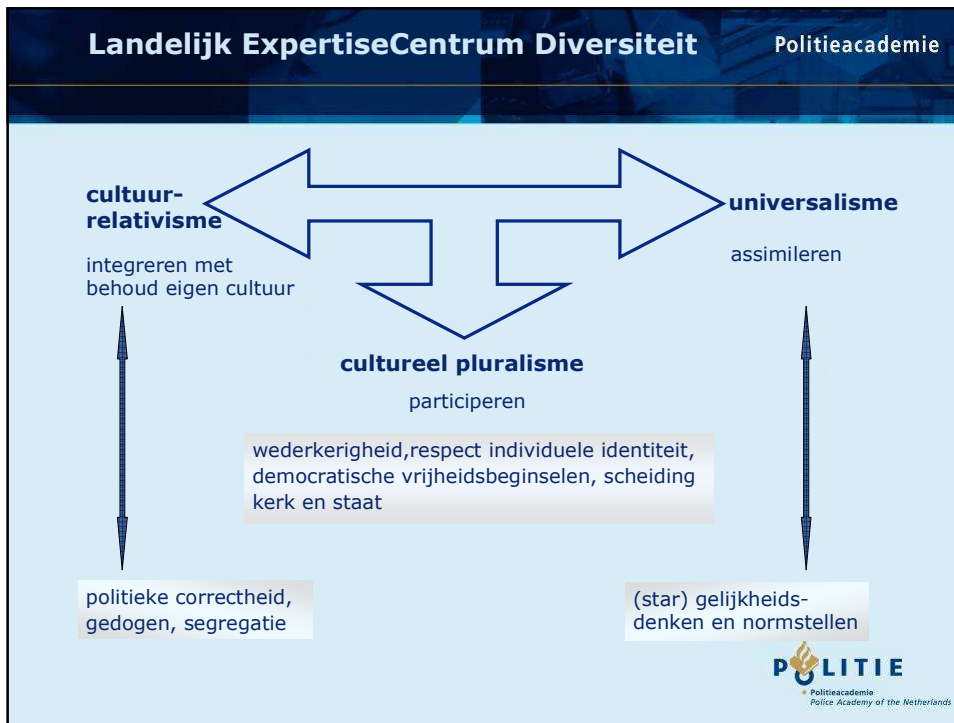 Landelijk ExpertiseCentrum Diversiteit
Politieacademie
cultuur-
relativisme
integreren met
behoud eigen cultuur
universalisme
assimileren
cultureel pluralisme
participeren
wederkerigheid,respect individuele identiteit,
democratische vrijheidsbeginselen, scheiding
kerk en staat
politieke correctheid,
gedogen, segregatie
(star) gelijkheids-
denken en normstellen
POLITIE
Politieacademie
Police Academy of the Netherlands